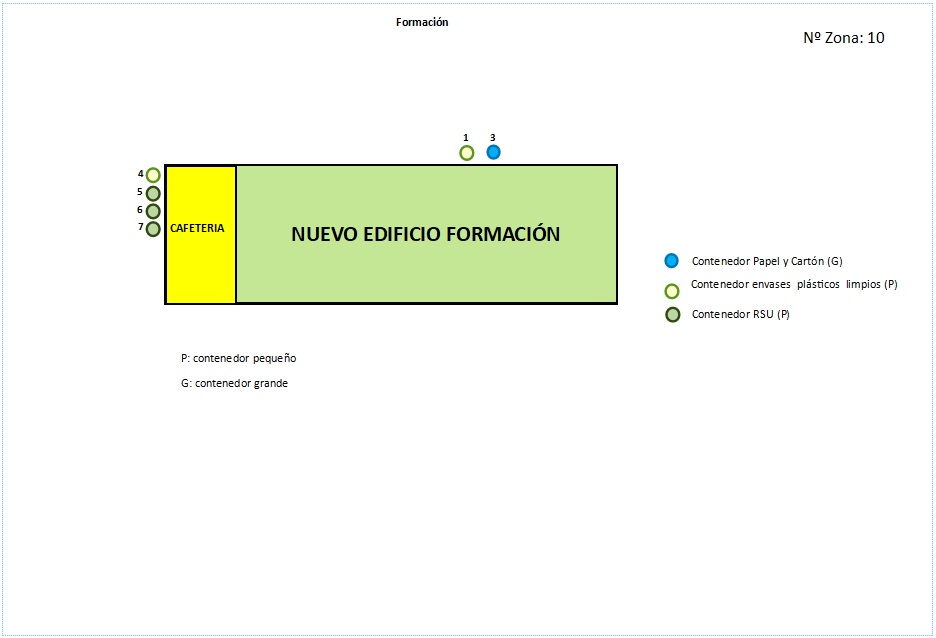 Formación
Nº Zona: 10
1 3
4
5
6
7
CAFETERIA
NUEVO EDIFICIO FORMACIÓN
Contenedor Papel y Cartón (G)
Contenedor envases plásticos limpios (P)
Contenedor RSU (P)
P: contenedor pequeño
G: contenedor grande